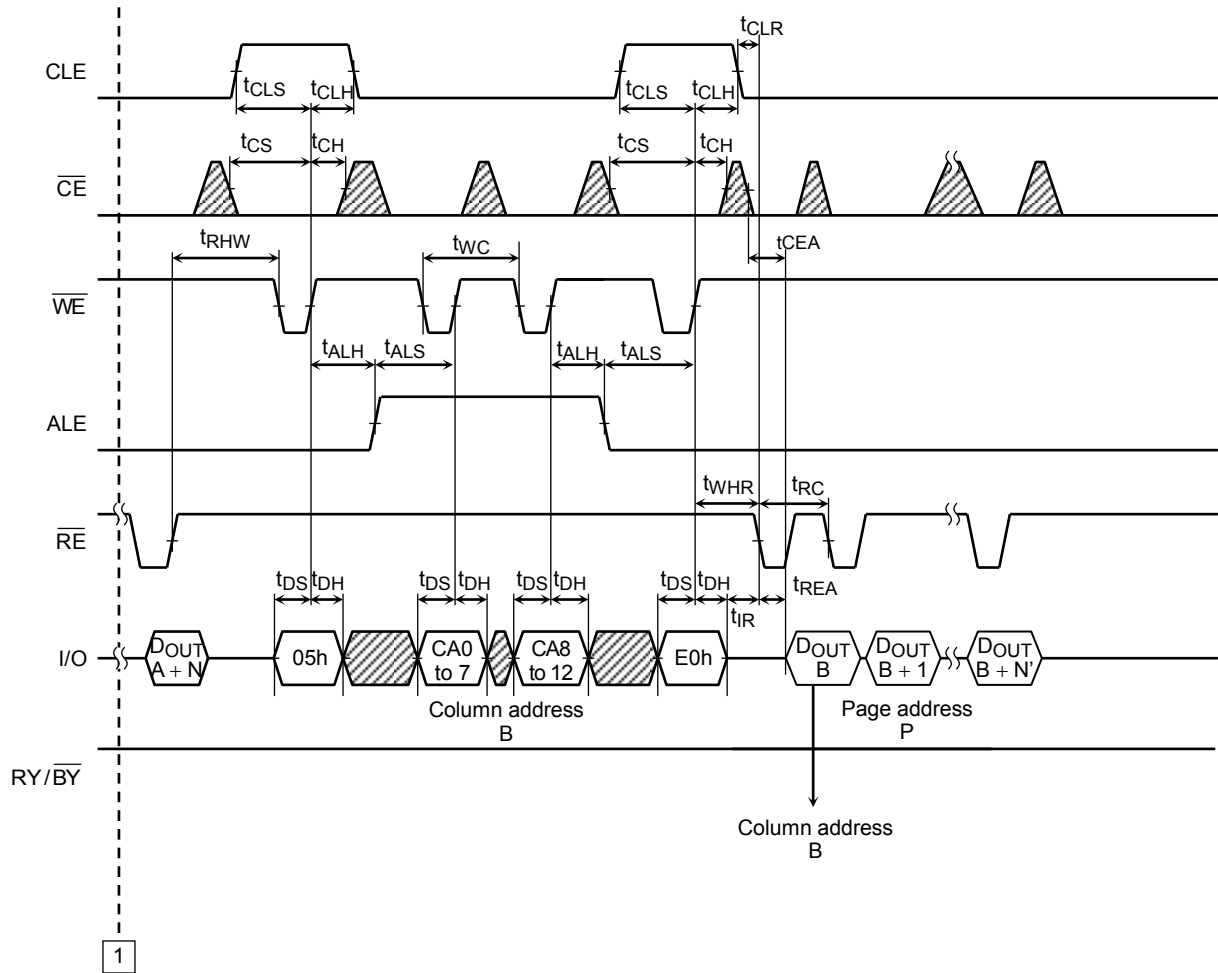 tCLR
CLE
tCLS tCLH tCLS tCLH
tCS tCH tCS tCH
CE
tRHW tWC tCEA
WE
tALH tALS tALH tALS
ALE
tWHR tRC
RE
tDS tDH tDS tDH tDS tDH tDS tDH tREA
tIR
I/O
DOUT
A + N
05h
CA0
to 7
CA8
to 12
E0h
DOUT
B
DOUT
B + 1
DOUT
B + N’
Column address
B
Page address
P
RY/BY
Column address
B
1